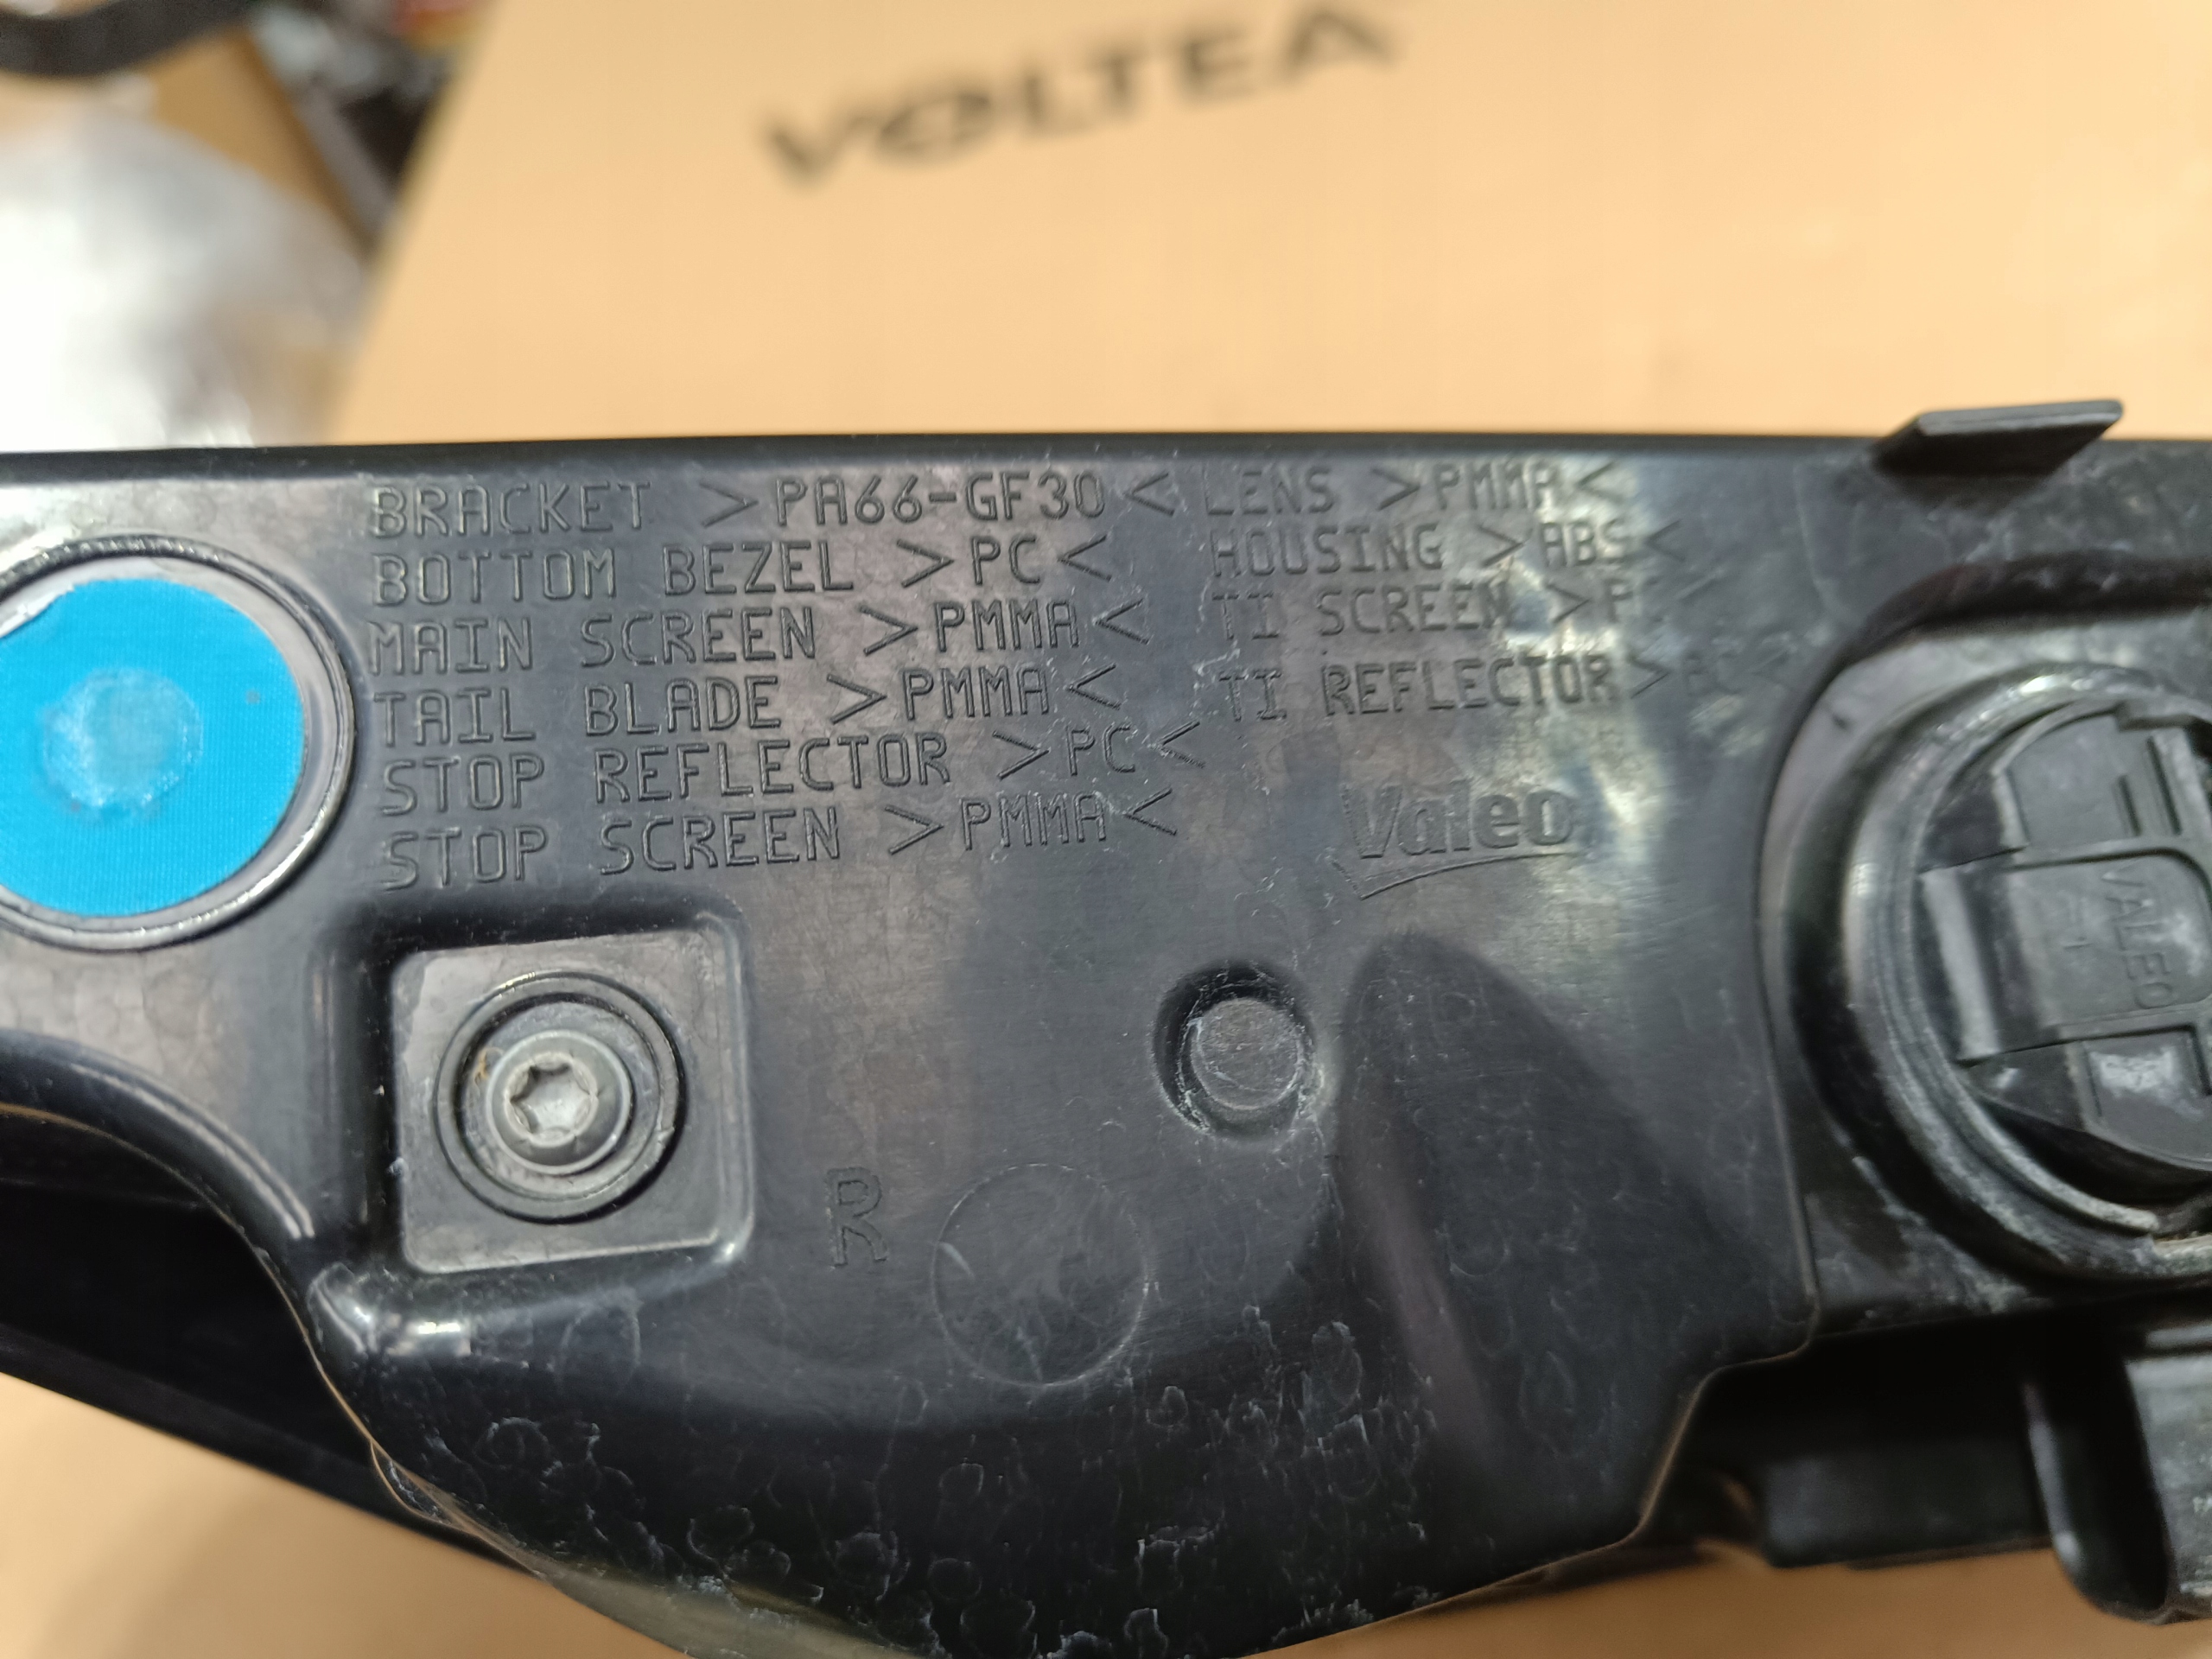 VOLTEA
BRACKET >PA66-GF30<
BOTTOM BEZEL >PC<
MAIN SCREEN >PMMA<
TAIL BLADE >PMMA<
STOP REFLECTOR >PC<
STOP SCREEN >PMMA<
LENS >PMMA<
HOUSING >ABS<
TI SCREEN
TI REFLECTOR
Valeo
VALEO
R